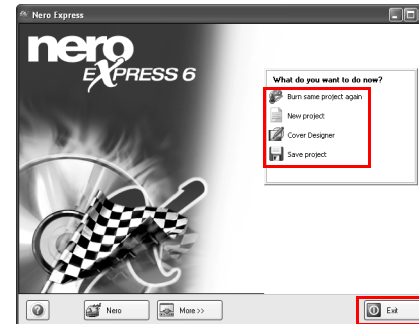 Nero Express
nero
EXPRESS 6
What do you want to do now?
Burn same project again
New project
Cover Designer
Save project
Nero
More >>
Exit